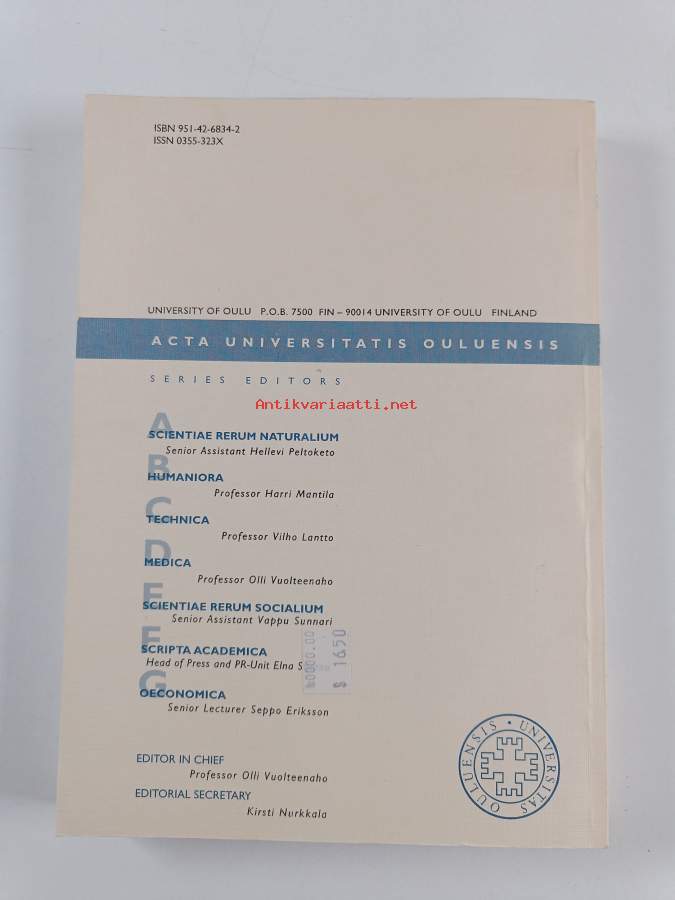 ISBN 951-42-6834-2
ISSN 0355-323X
UNIVERSITY OF OULU P.O.B. 7500 FIN – 90014 UNIVERSITY OF OULU FINLAND
ACTA UNIVERSITATIS OULUENSIS
SERIES EDITORS
Antikvariaatti.net
A
SCIENTIAE RERUM NATURALIUM
Senior Assistant Hellevi Peltoketo
B
HUMANIORA
Professor Harri Mantila
C
TECHNICA
Professor Vilho Lantto
D
MEDICA
Professor Olli Vuolteenaho
E
SCIENTIAE RERUM SOCIALIUM
Senior Assistant Vappu Sunnari
F
SCRIPTA ACADEMICA
Head of Press and PR-Unit Elna S
G
OECONOMICA
Senior Lecturer Seppo Eriksson
EDITOR IN CHIEF
Professor Olli Vuolteenaho
EDITORIAL SECRETARY
Kirsti Nurkkala
UNIVERSITAS • OULUENSIS